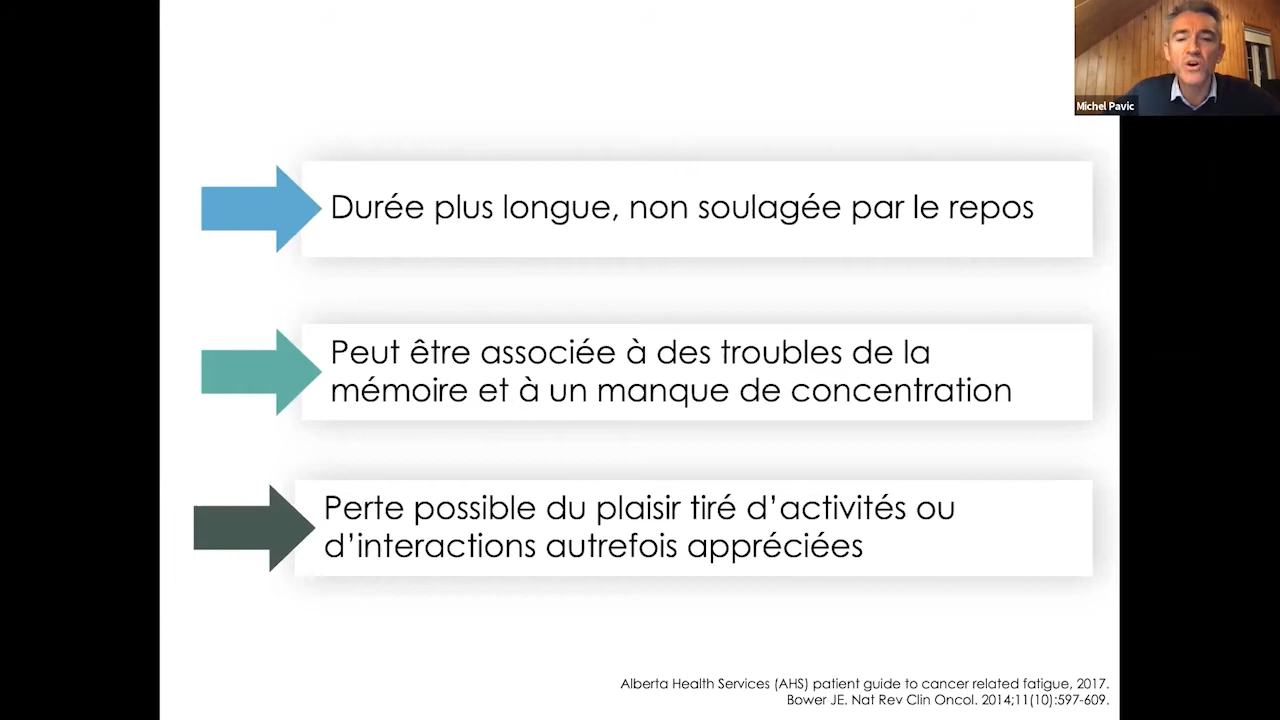 Michel Pavic
Durée plus longue, non soulagée par le repos
Peut être associée à des troubles de la
mémoire et à un manque de concentration
Perte possible du plaisir tiré d’activités ou
d’interactions autrefois appréciées
Alberta Health Services (AHS) patient guide to cancer related fatigue, 2017.
Bower JE. Nat Rev Clin Oncol. 2014;11(10):597-609.